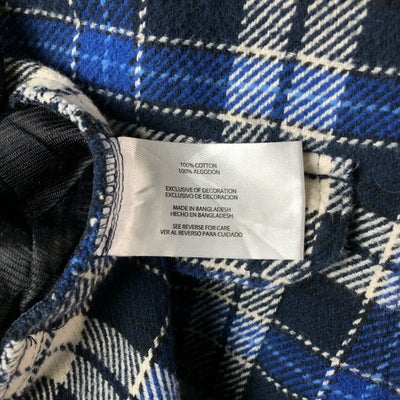 100% COTTON
100% ALGODÓN
EXCLUSIVE OF DECORATION
EXCLUSIVO DE DECORACION
MADE IN BANGLADESH
HECHO EN BANGLADESH
SEE REVERSE FOR CARE
VER AL REVERSO PARA CUIDADO